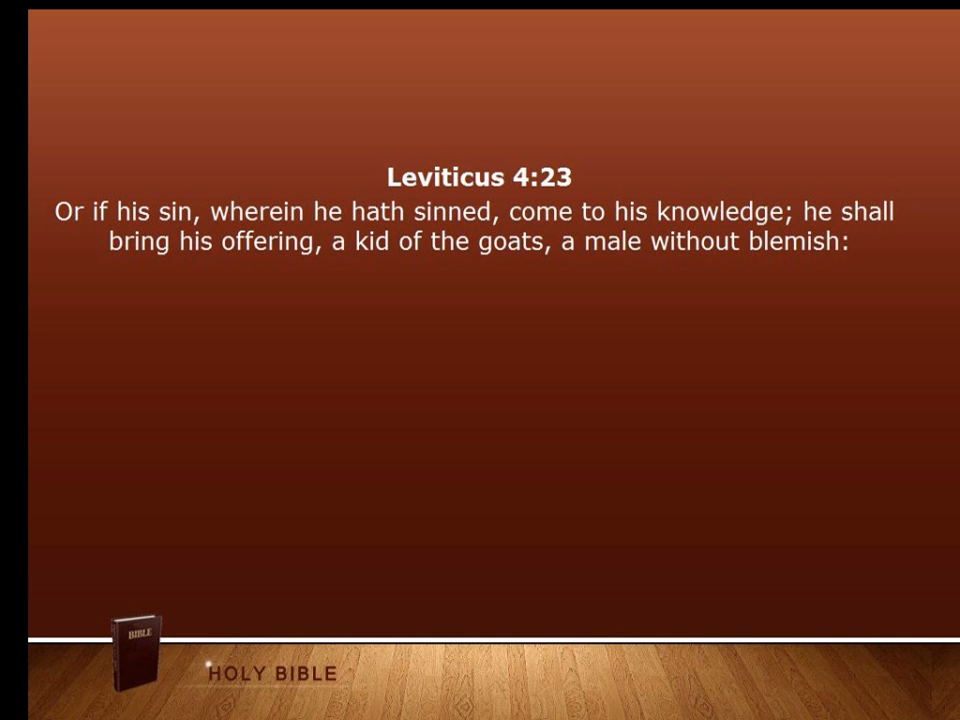 Leviticus 4:23
Or if his sin, wherein he hath sinned, come to his knowledge; he shall
bring his offering, a kid of the goats, a male without blemish:
BIBLE
HOLY BIBLE